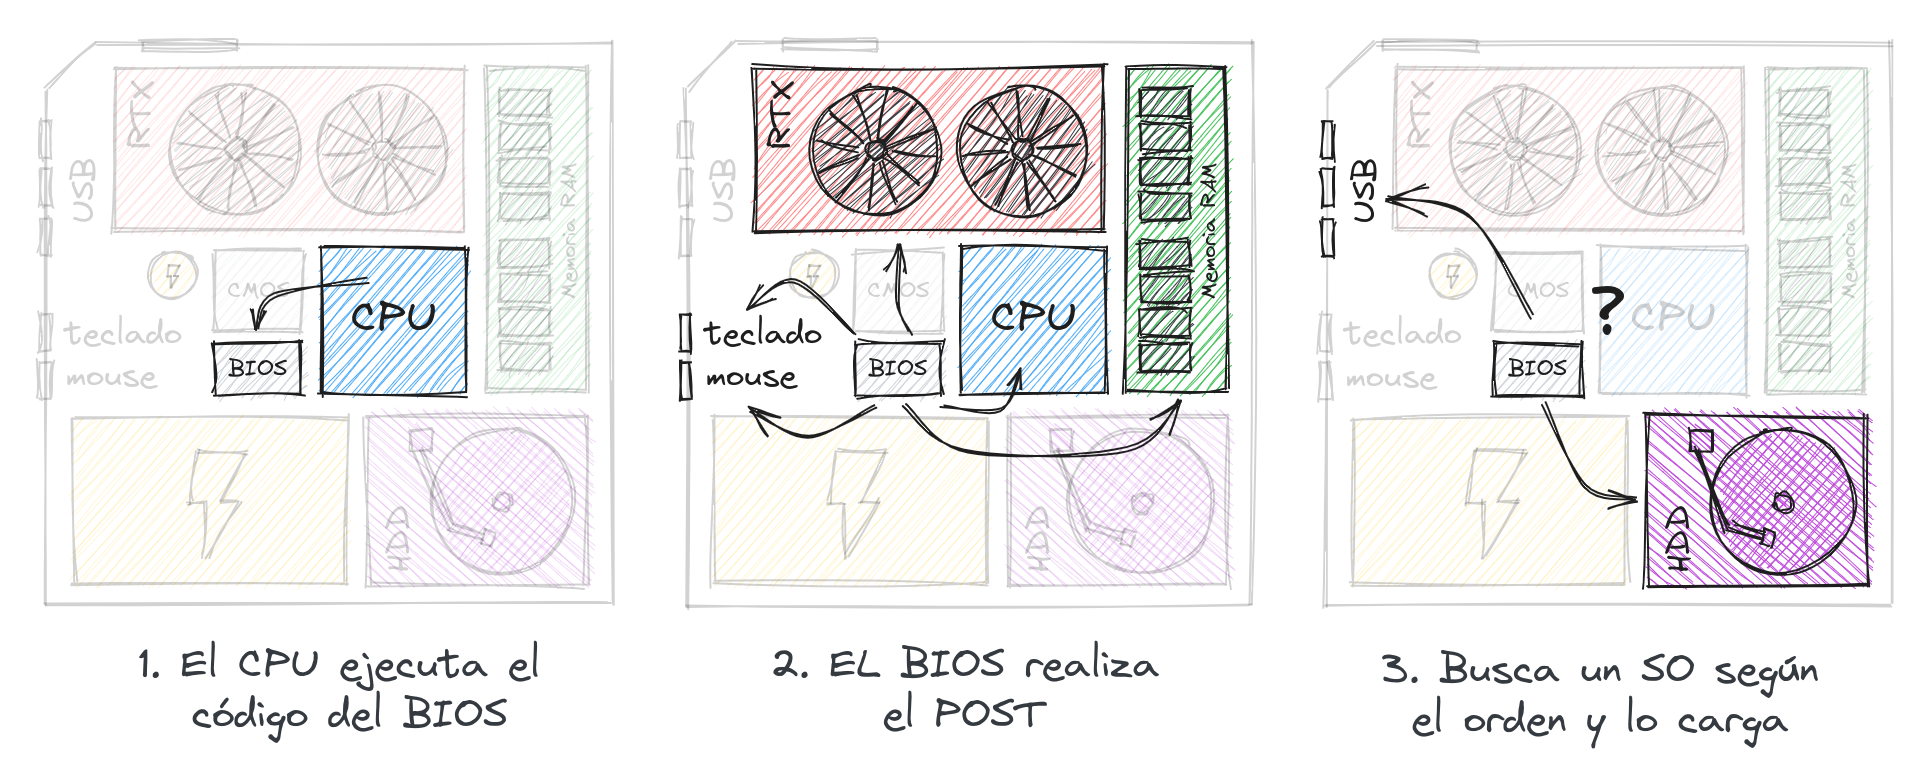 RTX
USB
Memoria RAM
CMOS
CPU
teclado
BIOS
mouse
HDD
1. El CPU ejecuta el
código del BIOS
RTX
USB
Memoria RAM
CMOS
CPU
teclado
BIOS
mouse
HDD
2. EL BIOS realiza
el POST
RTX
USB
Memoria RAM
CMOS
?
CPU
teclado
BIOS
mouse
HDD
3. Busca un SO según
el orden y lo carga